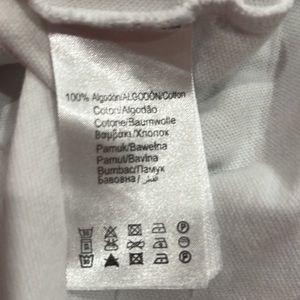 100% Algodón/ALGODÓN/Cotton
Coton/Algodão
Cotone/Baumwolle
Βαμβάκι/Хлопок
Pamuk/Bawełna
Pamut/Bavlna
Bumbac/Памук
Бавовна/قطن